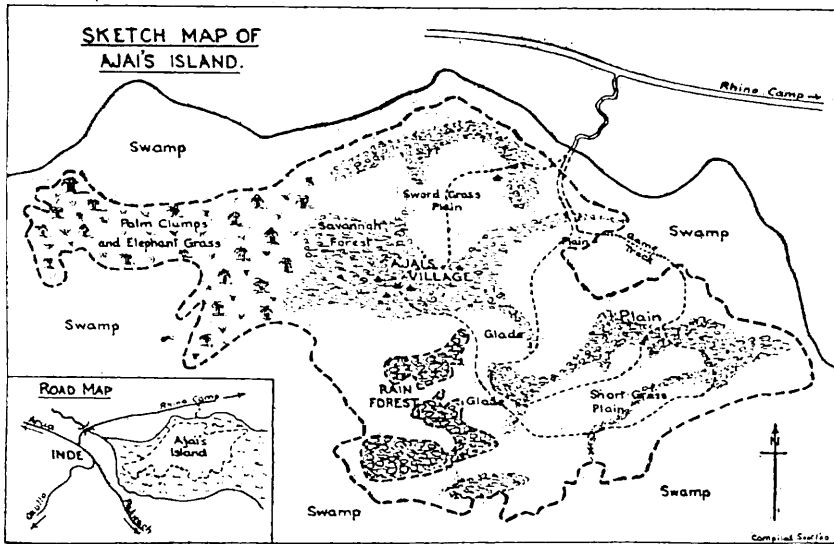 SKETCH MAP OF
AJAI'S ISLAND.
Rhino Camp
Swamp
Sword Grass
Plain
Palm Clumps
and Elephant Grass
Savannah
Forest
Plain
Game
Track
Swamp
AJAI'S
VILLAGE
Swamp
Glade
Plain
RAIN
FOREST
Glade
Short Grass
Plain
ROAD MAP
Rhino Camp
Arua
INDE
Ajai's
Island
N
Swamp
Swamp
Compiled